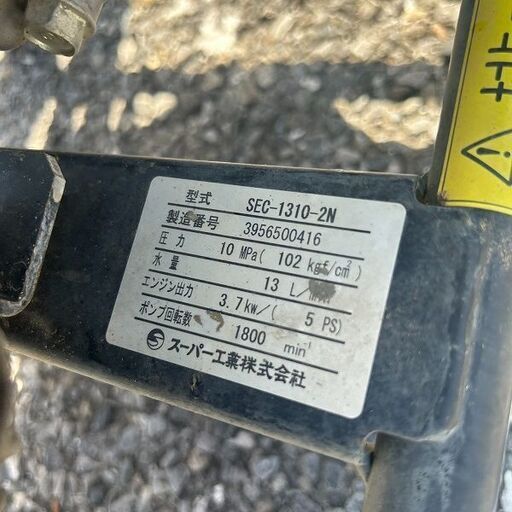 型式 SEC-1310-2N
製造番号 3956500416
圧力 10 MPa( 102 kgf/cm²)
水量 13 L/min
エンジン出力 3.7kw/( 5 PS)
ポンプ回転数 1800 min⁻¹
スーパー工業株式会社